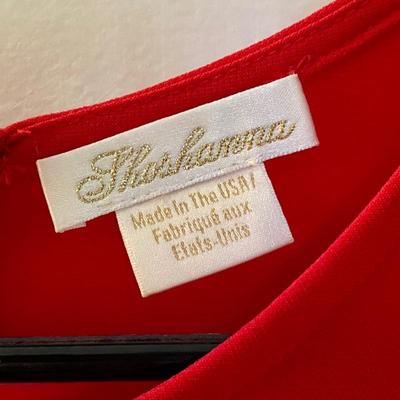 Shoshanna
Made In The USA/
Fabriqué aux
Etats-Unis